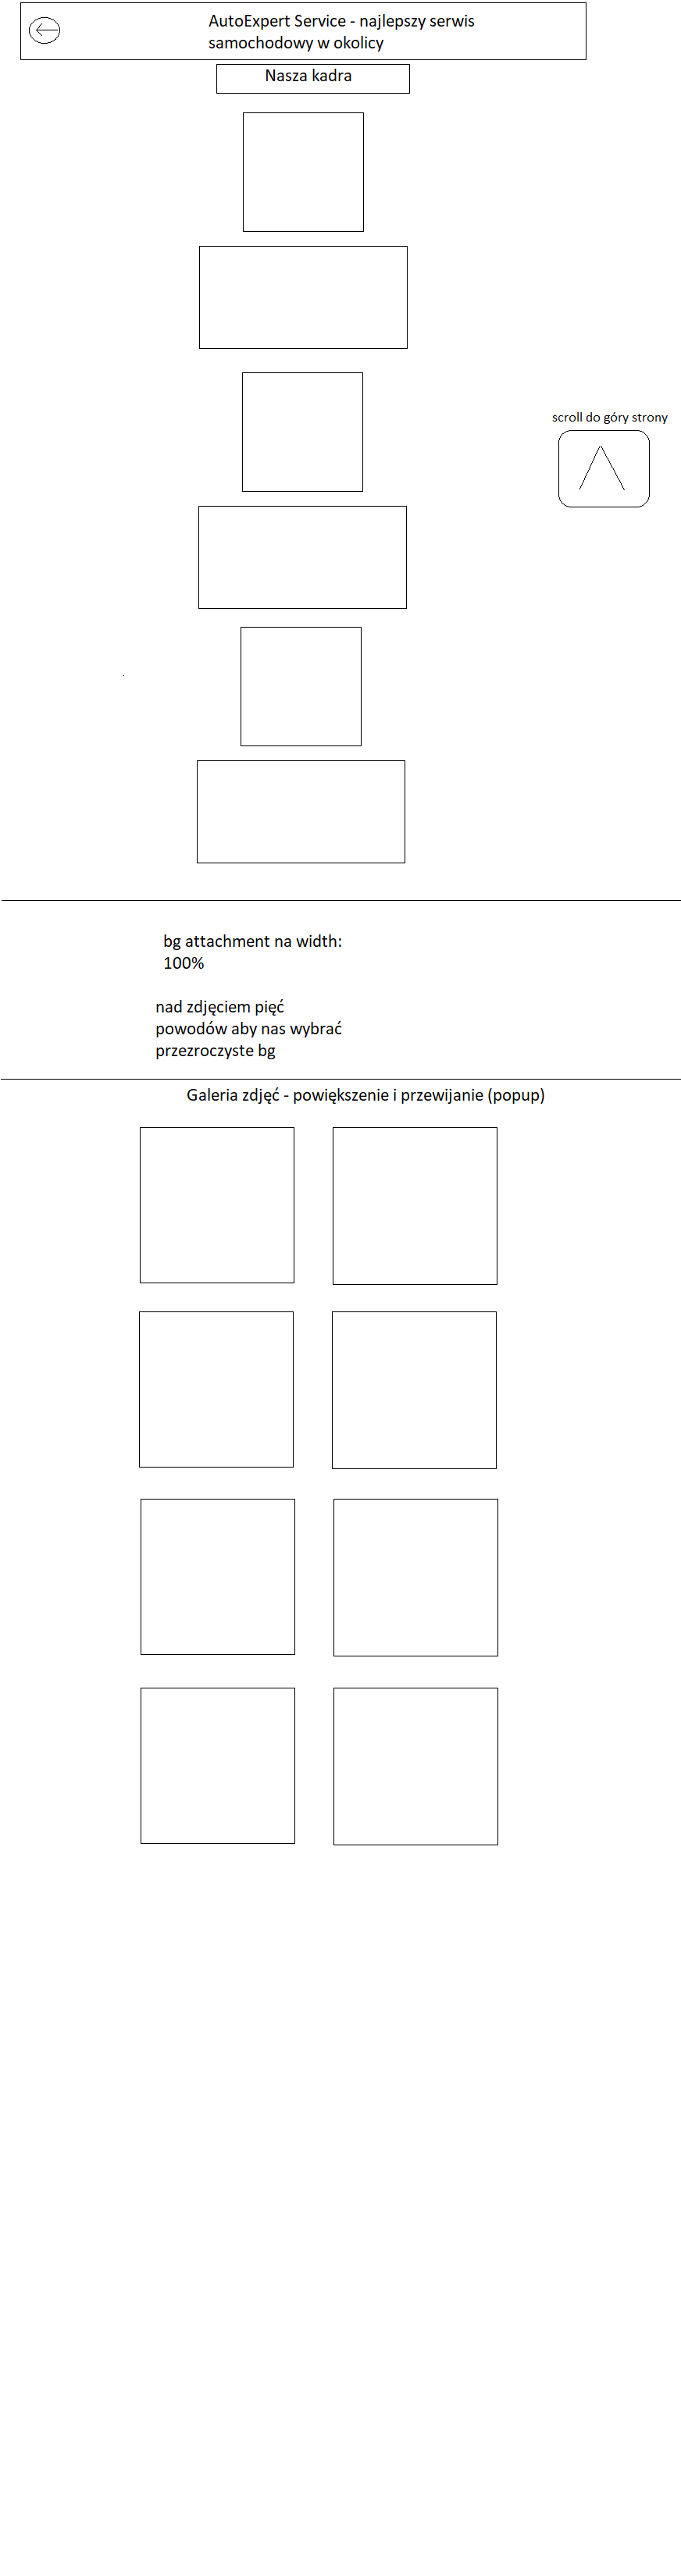 AutoExpert Service - najlepszy serwis
samochodowy w okolicy
Nasza kadra
scroll do góry strony
bg attachment na width:
100%
nad zdjęciem pięć
powodów aby nas wybrać
przezroczyste bg
Galeria zdjęć - powiększenie i przewijanie (popup)